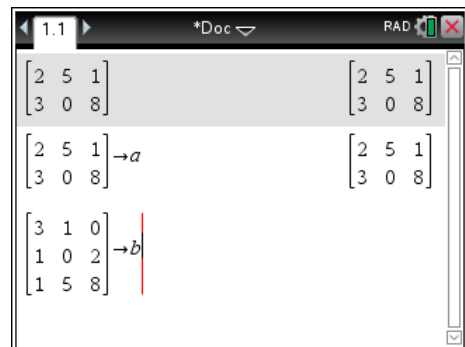 1.1 *Doc RAD
[2 5 1] [2 5 1]
[3 0 8] [3 0 8]
[2 5 1]→a [2 5 1]
[3 0 8] [3 0 8]
[3 1 0]
[1 0 2]→b
[1 5 8]